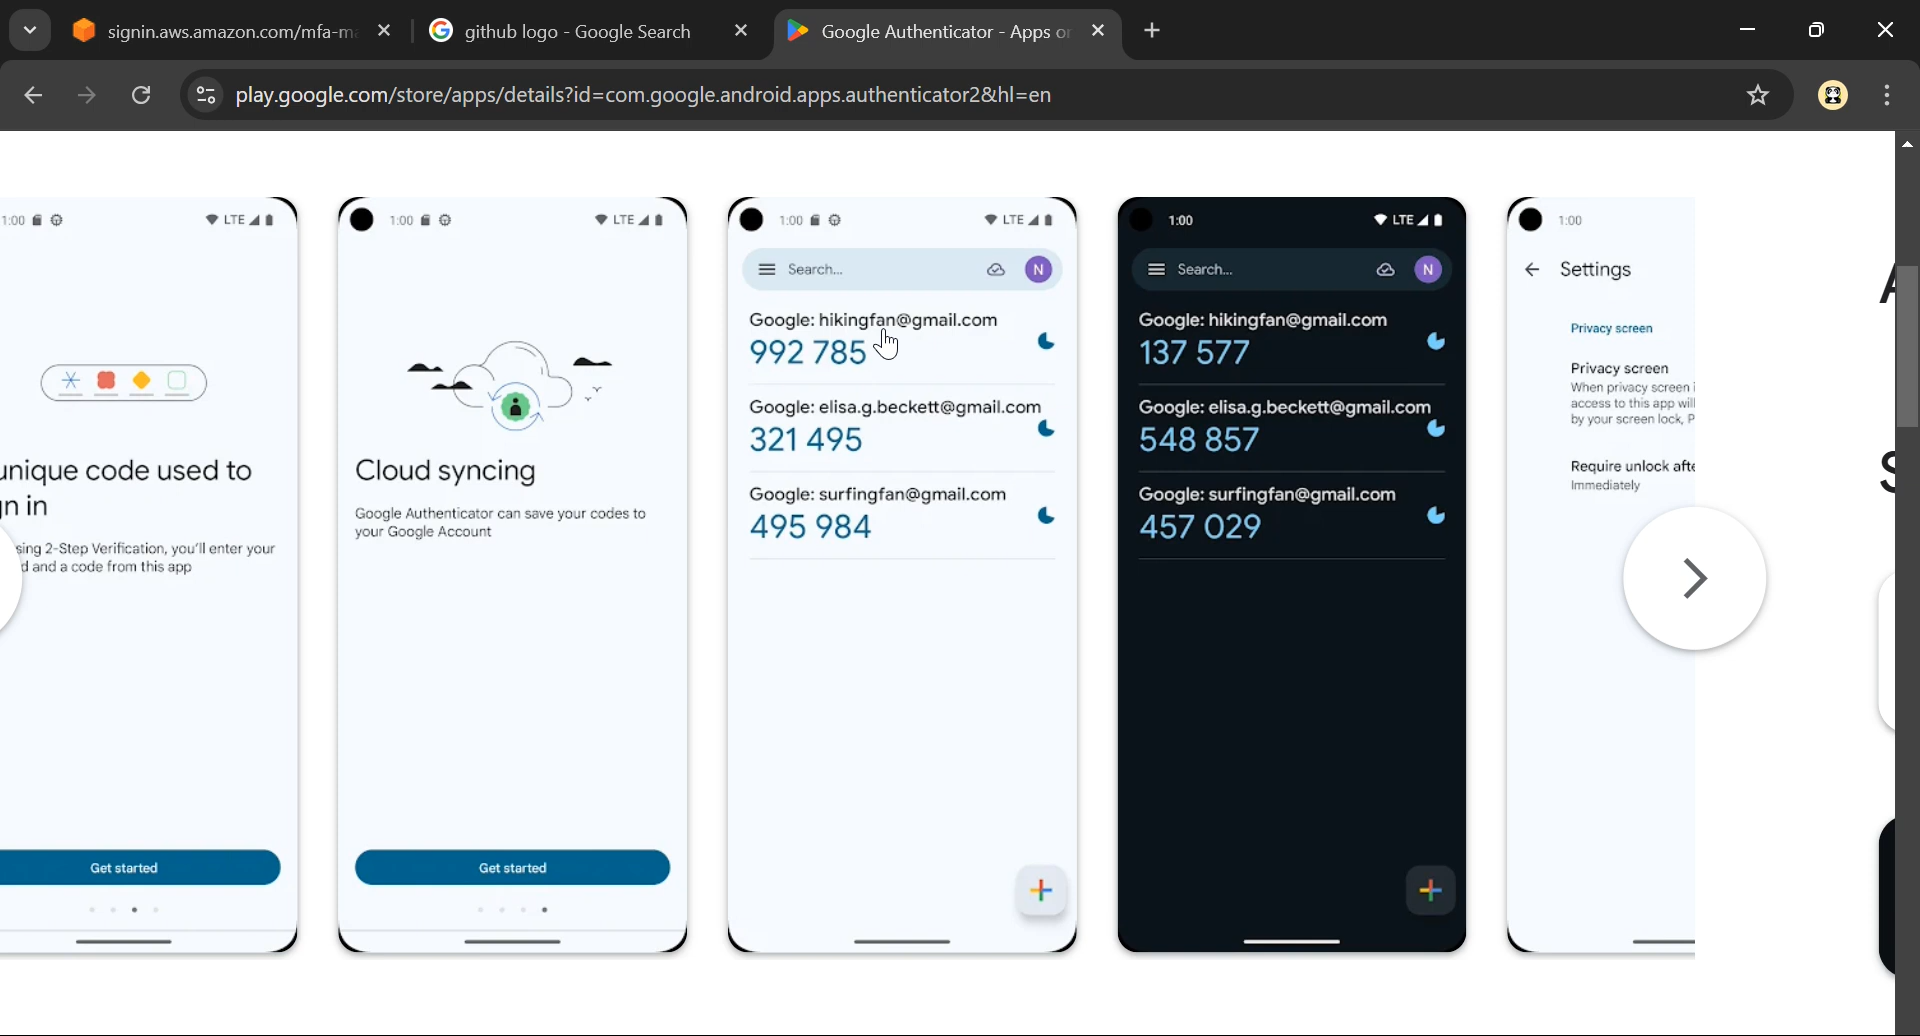 signin.aws.amazon.com/mfa-m
github logo - Google Search
Google Authenticator - Apps o
play.google.com/store/apps/details?id=com.google.android.apps.authenticator2&hl=en
1:00 LTE
unique code used to
n in
sing 2-Step Verification, you'll enter your
d and a code from this app
Get started
1:00 LTE
Cloud syncing
Google Authenticator can save your codes to
your Google Account
Get started
1:00 LTE
Search...
N
Google: hikingfan@gmail.com
992 785
Google: elisa.g.beckett@gmail.com
321 495
Google: surfingfan@gmail.com
495 984
1:00 LTE
Search...
N
Google: hikingfan@gmail.com
137 577
Google: elisa.g.beckett@gmail.com
548 857
Google: surfingfan@gmail.com
457 029
1:00
Settings
Privacy screen
Privacy screen
When privacy screen i
access to this app will
by your screen lock, P
Require unlock afte
Immediately